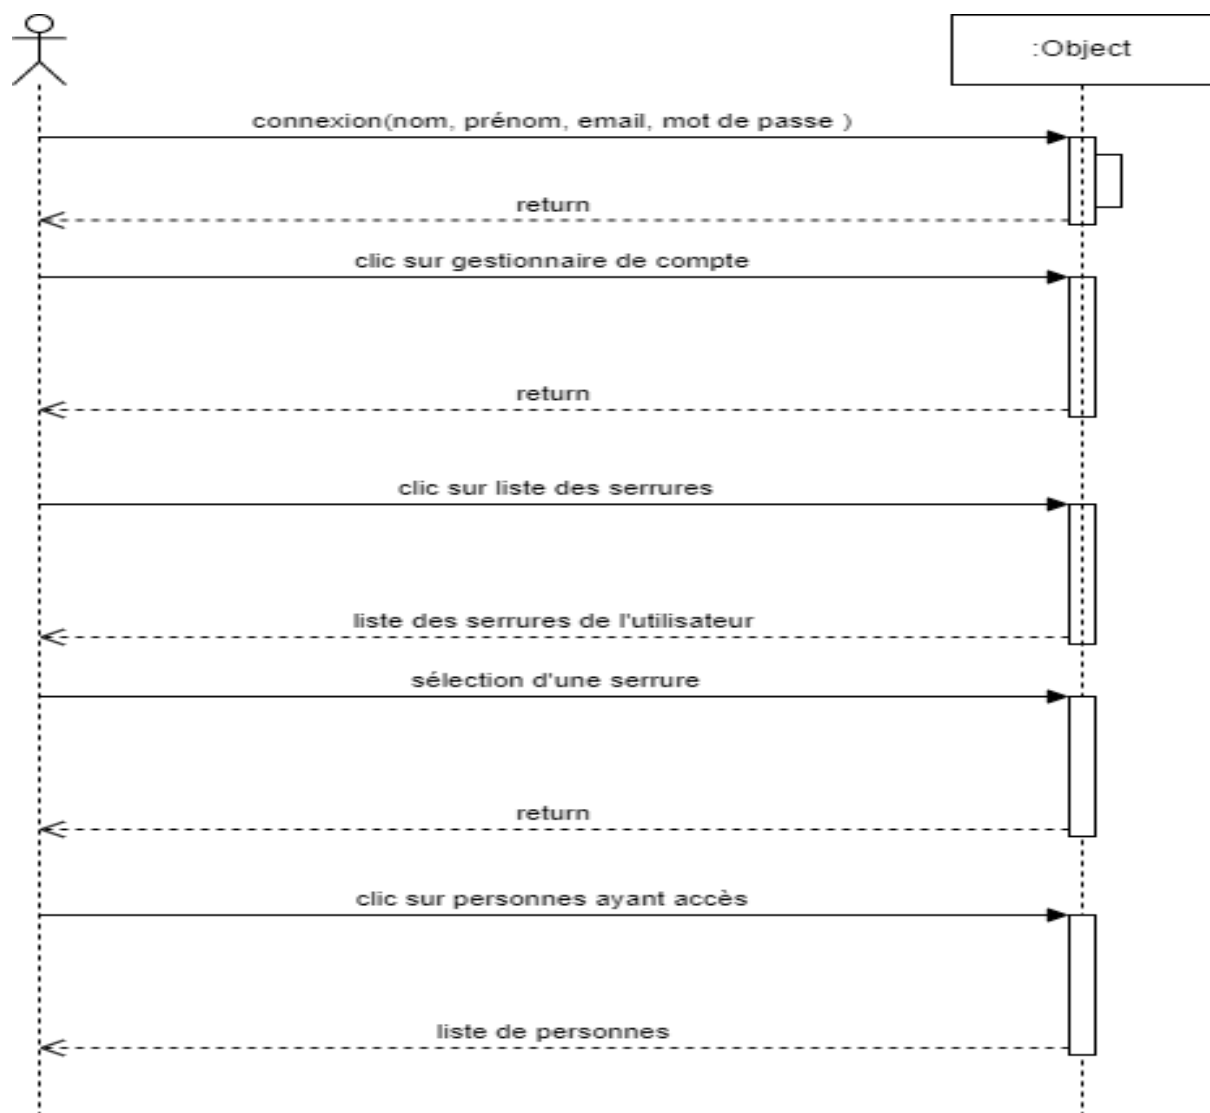 :Object
connexion(nom, prénom, email, mot de passe )
return
clic sur gestionnaire de compte
return
clic sur liste des serrures
liste des serrures de l'utilisateur
sélection d'une serrure
return
clic sur personnes ayant accès
liste de personnes